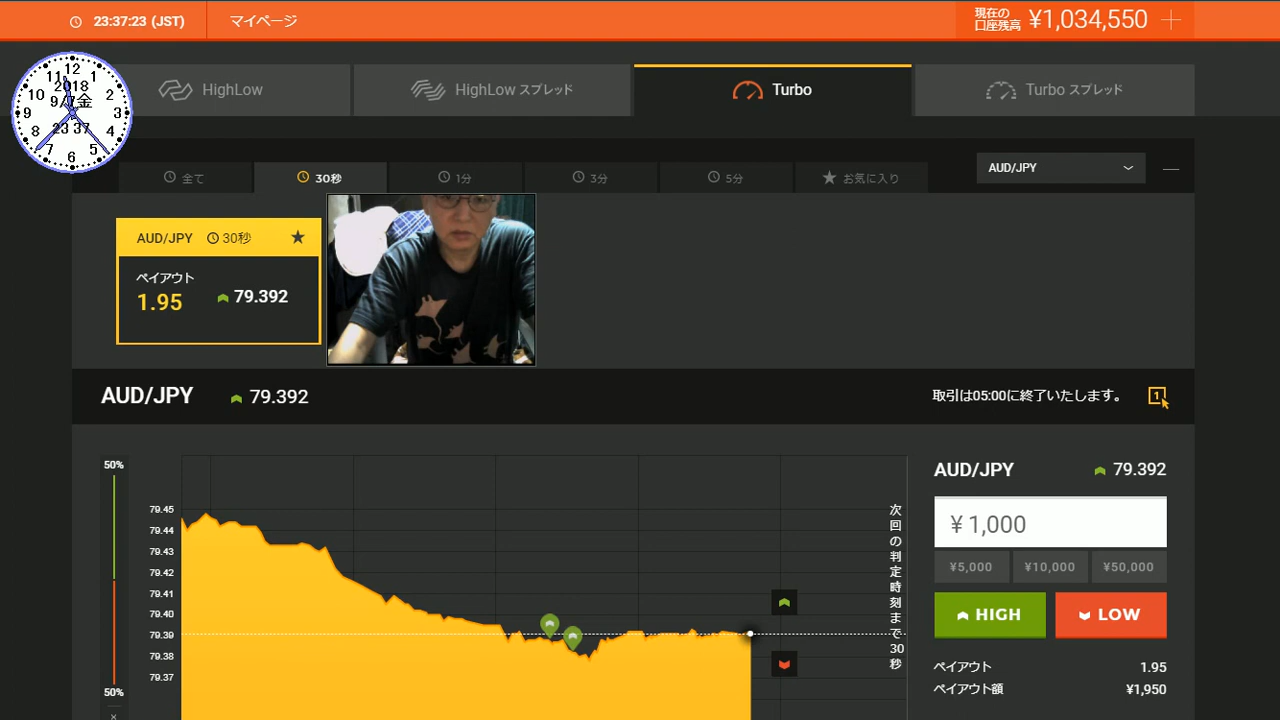 23:37:23 (JST)
マイページ
現在の
口座残高
¥1,034,550
12
11
1
2018
10
2
9/7金
9
3
23 37
8
4
7
5
6
HighLow
HighLow スプレッド
Turbo
Turbo スプレッド
全て
30秒
1分
3分
5分
お気に入り
AUD/JPY
AUD/JPY
30秒
ペイアウト
1.95
79.392
AUD/JPY
79.392
取引は05:00に終了いたします。
1
50%
79.45
79.44
79.43
79.42
79.41
79.40
79.39
79.38
79.37
50%
×
次回の判定時刻まで30秒
AUD/JPY
79.392
¥ 1,000
¥5,000
¥10,000
¥50,000
HIGH
LOW
ペイアウト
1.95
ペイアウト額
¥1,950